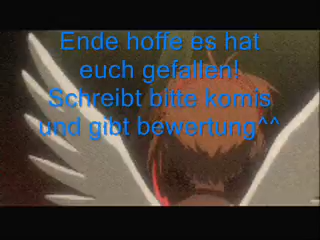 Ende hoffe es hat
euch gefallen!
Schreibt bitte komis
und gibt bewertung^^